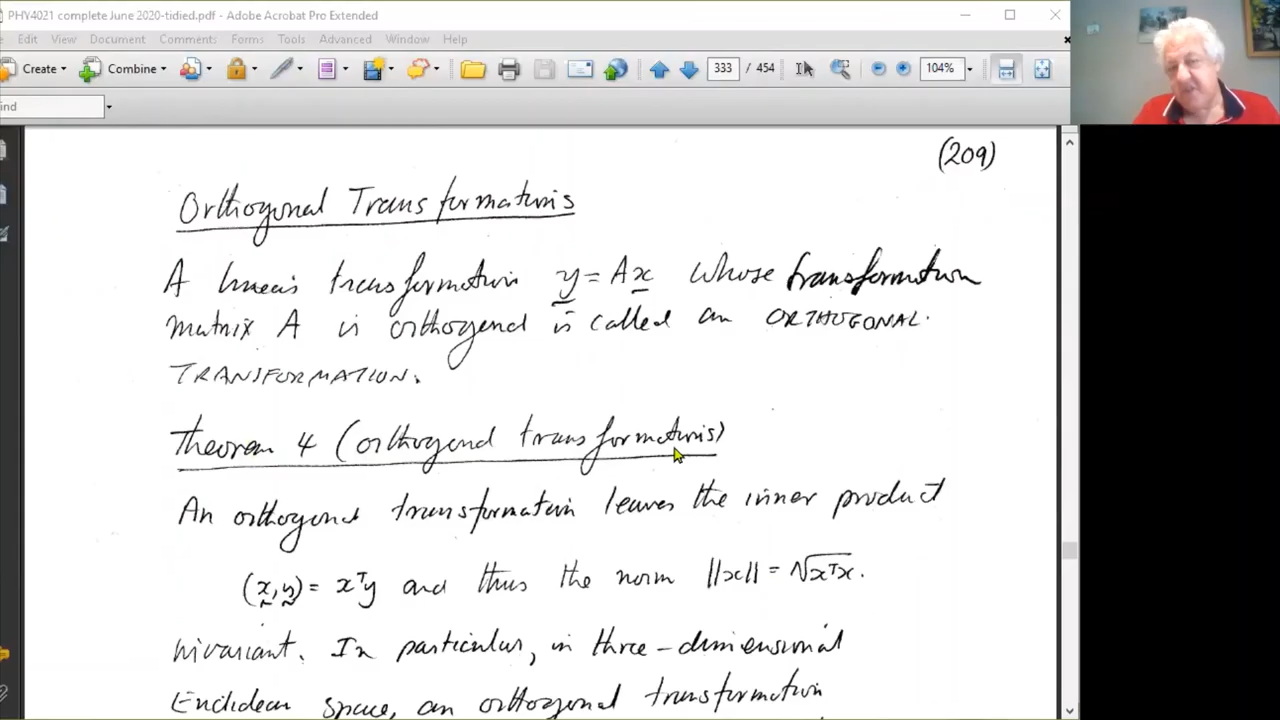 PHY4021 complete June 2020-tidied.pdf - Adobe Acrobat Pro Extended
Edit View Document Comments Forms Tools Advanced Window Help
Create Combine 333 / 454 104%
ind
(209)
Orthogonal Transformations
A linear transformation y = Ax whose transformation
matrix A is orthogonal is called an ORTHOGONAL
TRANSFORMATION.
Theorem 4 (orthogonal transformations)
An orthogonal transformation leaves the inner product
(x, y) = xᵀy and thus the norm ||x|| = √xᵀx.
invariant. In particular, in three-dimensional
Euclidean space, an orthogonal transformation